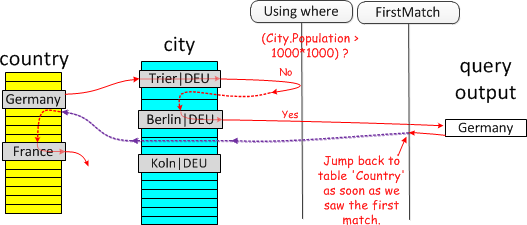 Using where
FirstMatch
(City.Population >
1000*1000) ?
country
city
query
output
No
Trier|DEU
Germany
Berlin|DEU
Yes
Germany
France
Koln|DEU
Jump back to
table 'Country'
as soon as we
saw the first
match.